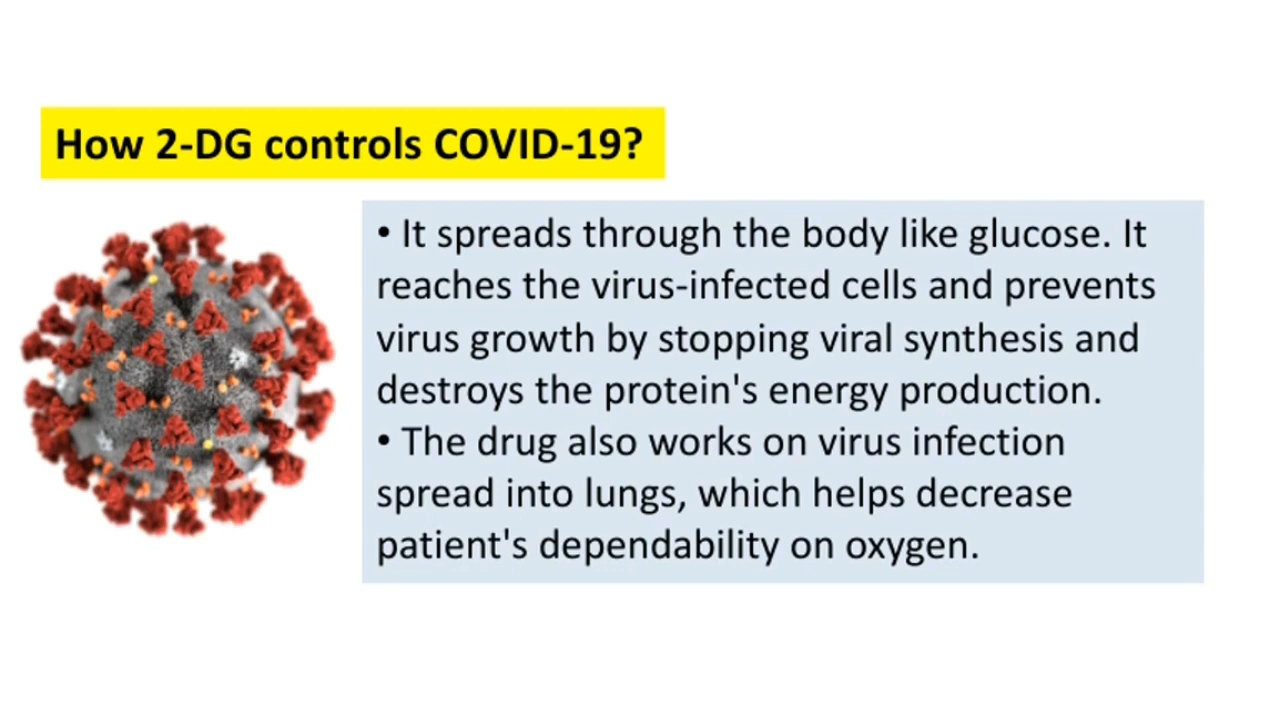 How 2-DG controls COVID-19?
• It spreads through the body like glucose. It
reaches the virus-infected cells and prevents
virus growth by stopping viral synthesis and
destroys the protein's energy production.
• The drug also works on virus infection
spread into lungs, which helps decrease
patient's dependability on oxygen.